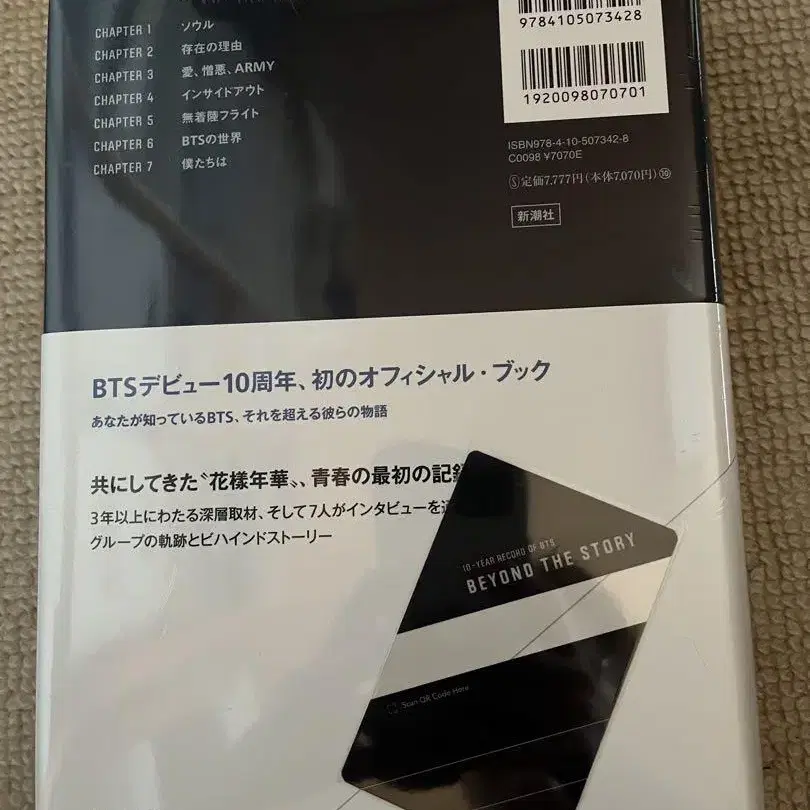 CHAPTER 1 ソウル
CHAPTER 2 存在の理由
CHAPTER 3 愛、憎悪、ARMY
CHAPTER 4 インサイドアウト
CHAPTER 5 無着陸フライト
CHAPTER 6 BTSの世界
CHAPTER 7 僕たちは
9784105073428
1920098070701
ISBN978-4-10-507342-8
C0098 ¥7070E
Ⓢ定価7,777円(本体7,070円)⑩
新潮社
BTSデビュー10周年、初のオフィシャル・ブック
あなたが知っているBTS、それを超える彼らの物語
共にしてきた〝花様年華〟、青春の最初の記録
3年以上にわたる深層取材、そして7人がインタビューを
グループの軌跡とビハインドストーリー
10-YEAR RECORD OF BTS
BEYOND THE STORY
Scan QR Code Here